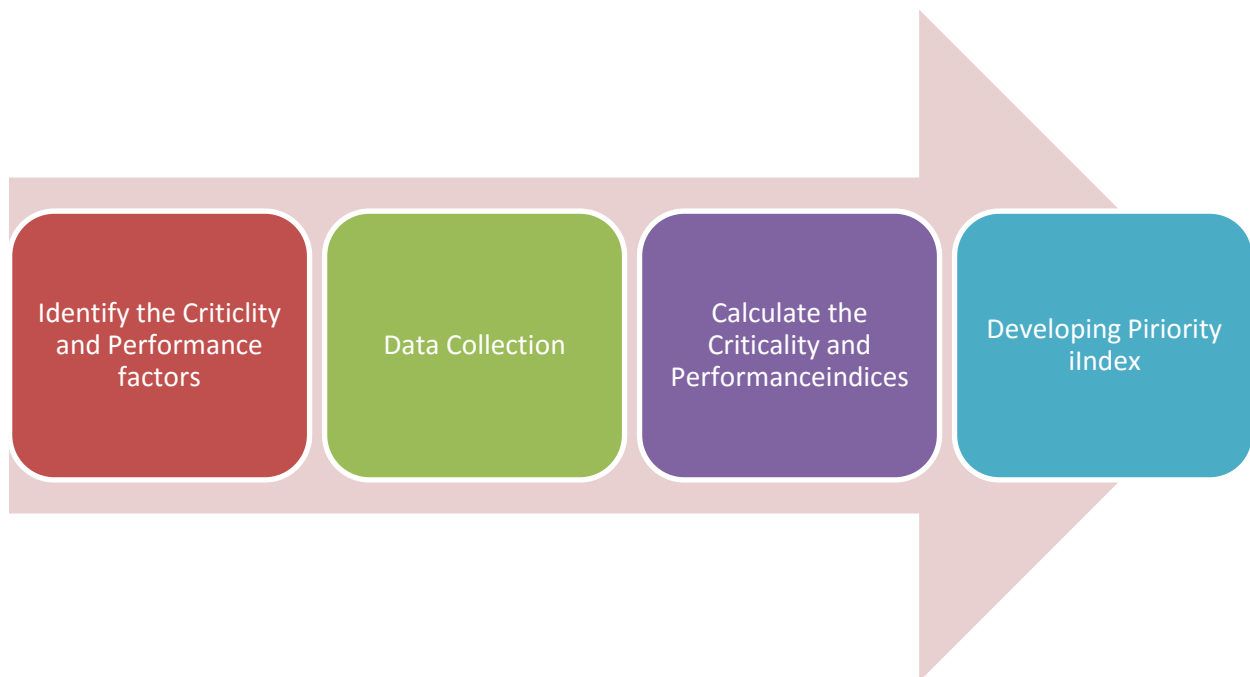 Identify the Criticlity
and Performance
factors
Data Collection
Calculate the
Criticality and
Performanceindices
Developing Piriority
iIndex